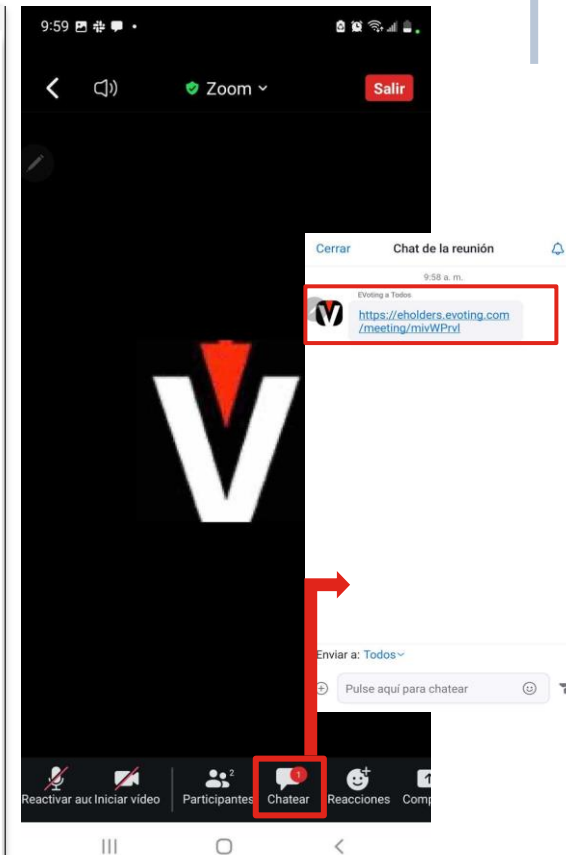 9:59
Zoom
Salir
Cerrar
Chat de la reunión
9:58 a. m.
EVoting a Todos
https://eholders.evoting.com
/meeting/mivWPrvl
Enviar a: Todos
Pulse aquí para chatear
2
1
Reactivar auc
Iniciar vídeo
Participantes
Chatear
Reacciones
Comp